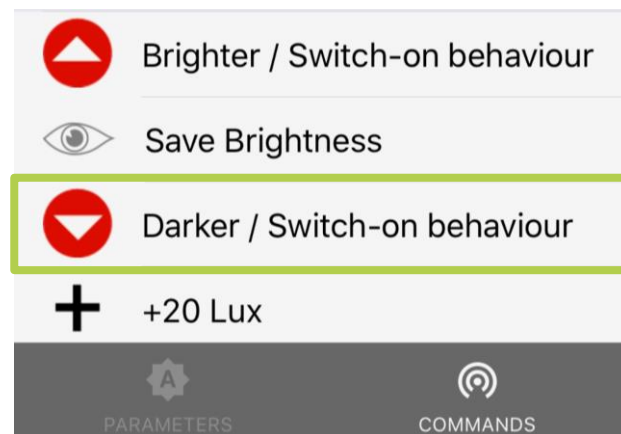 Brighter / Switch-on behaviour
Save Brightness
Darker / Switch-on behaviour
+20 Lux
A
PARAMETERS
COMMANDS